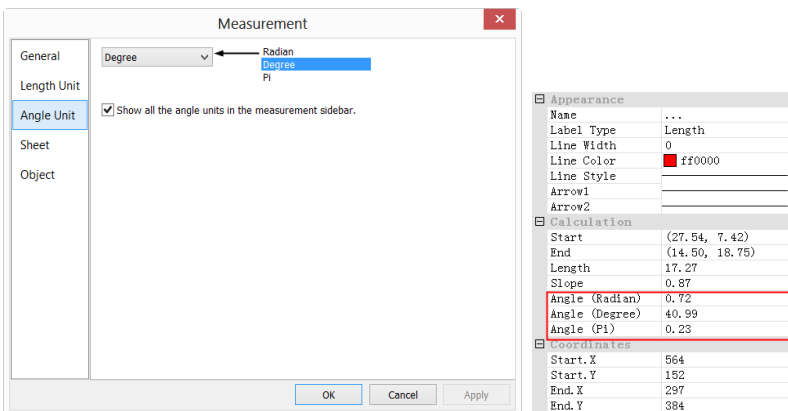 Measurement
General
Length Unit
Angle Unit
Sheet
Object
Degree
Radian
Degree
Pi
Show all the angle units in the measurement sidebar.
OK Cancel Apply
Appearance
Name ...
Label Type Length
Line Width 0
Line Color ff0000
Line Style
Arrow1
Arrow2
Calculation
Start (27.54, 7.42)
End (14.50, 18.75)
Length 17.27
Slope 0.87
Angle (Radian) 0.72
Angle (Degree) 40.99
Angle (Pi) 0.23
Coordinates
Start.X 564
Start.Y 152
End.X 297
End.Y 384